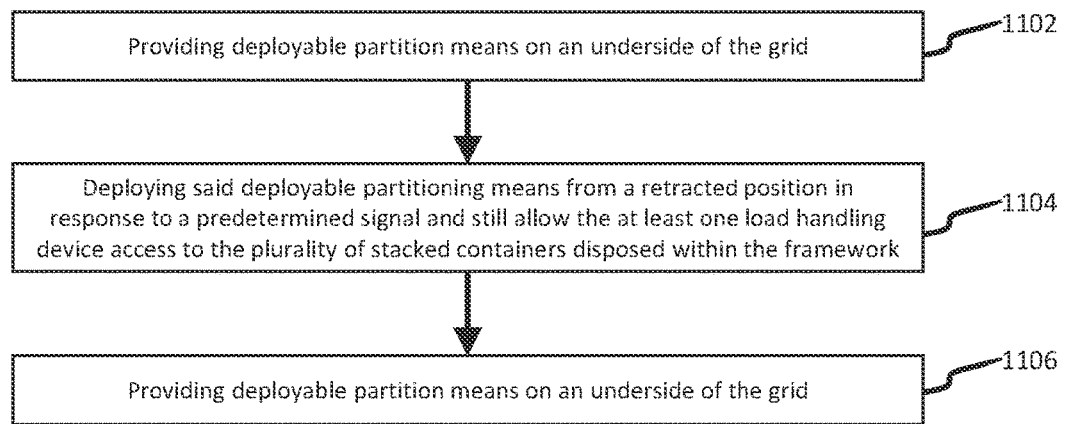 Providing deployable partition means on an underside of the grid
1102
Deploying said deployable partitioning means from a retracted position in
response to a predetermined signal and still allow the at least one load handling
device access to the plurality of stacked containers disposed within the framework
1104
Providing deployable partition means on an underside of the grid
1106